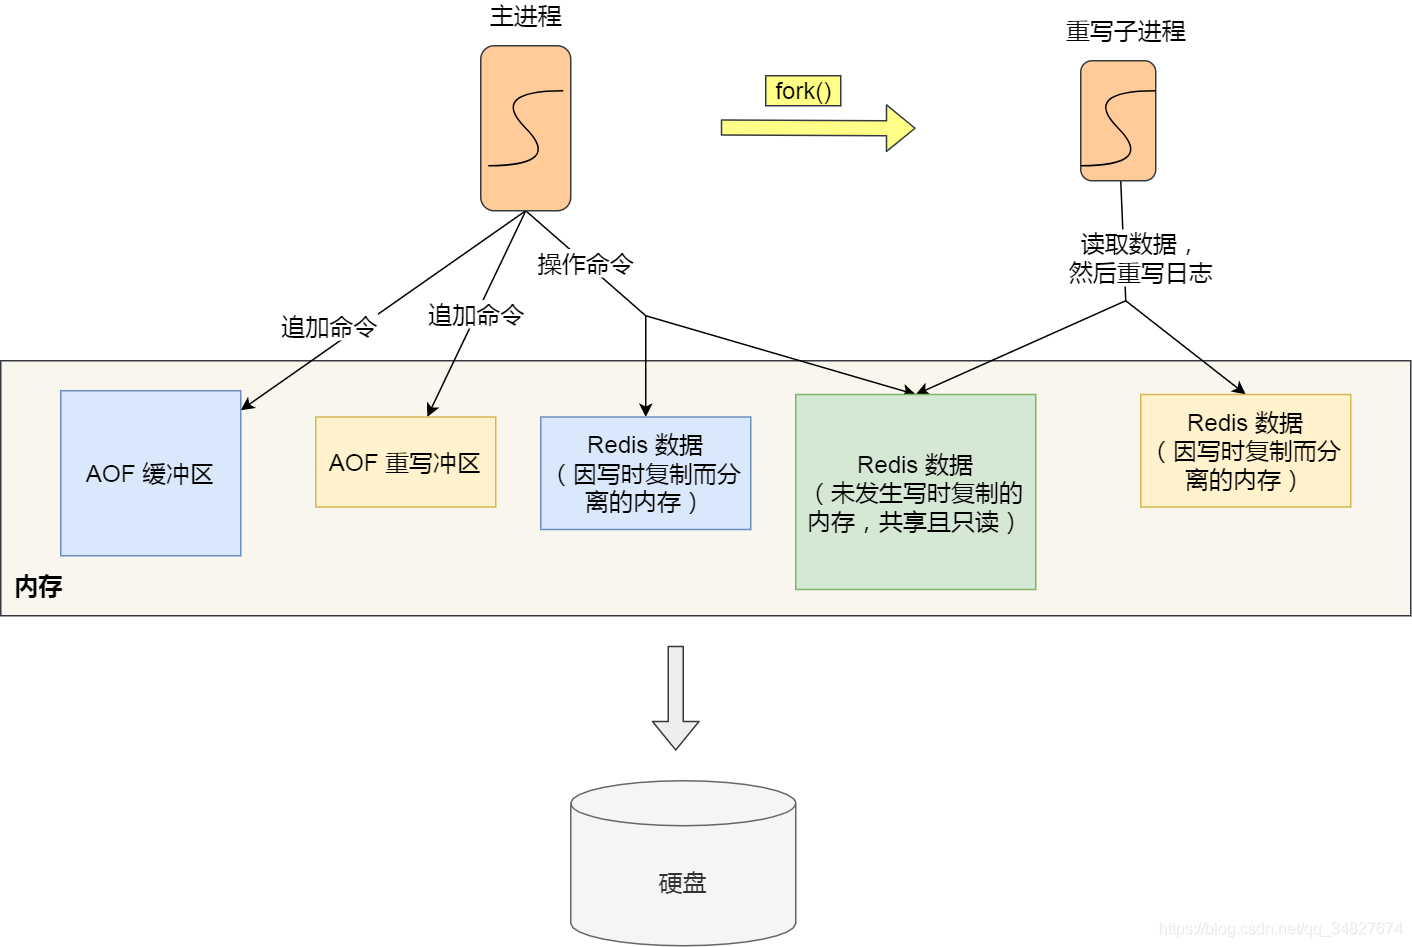 主进程
重写子进程
fork()
读取数据，
然后重写日志
操作命令
追加命令
追加命令
AOF 缓冲区
AOF 重写冲区
Redis 数据
（因写时复制而分
离的内存）
Redis 数据
（未发生写时复制的
内存，共享且只读）
Redis 数据
（因写时复制而分
离的内存）
内存
硬盘
https://blog.csdn.net/qq_34827674